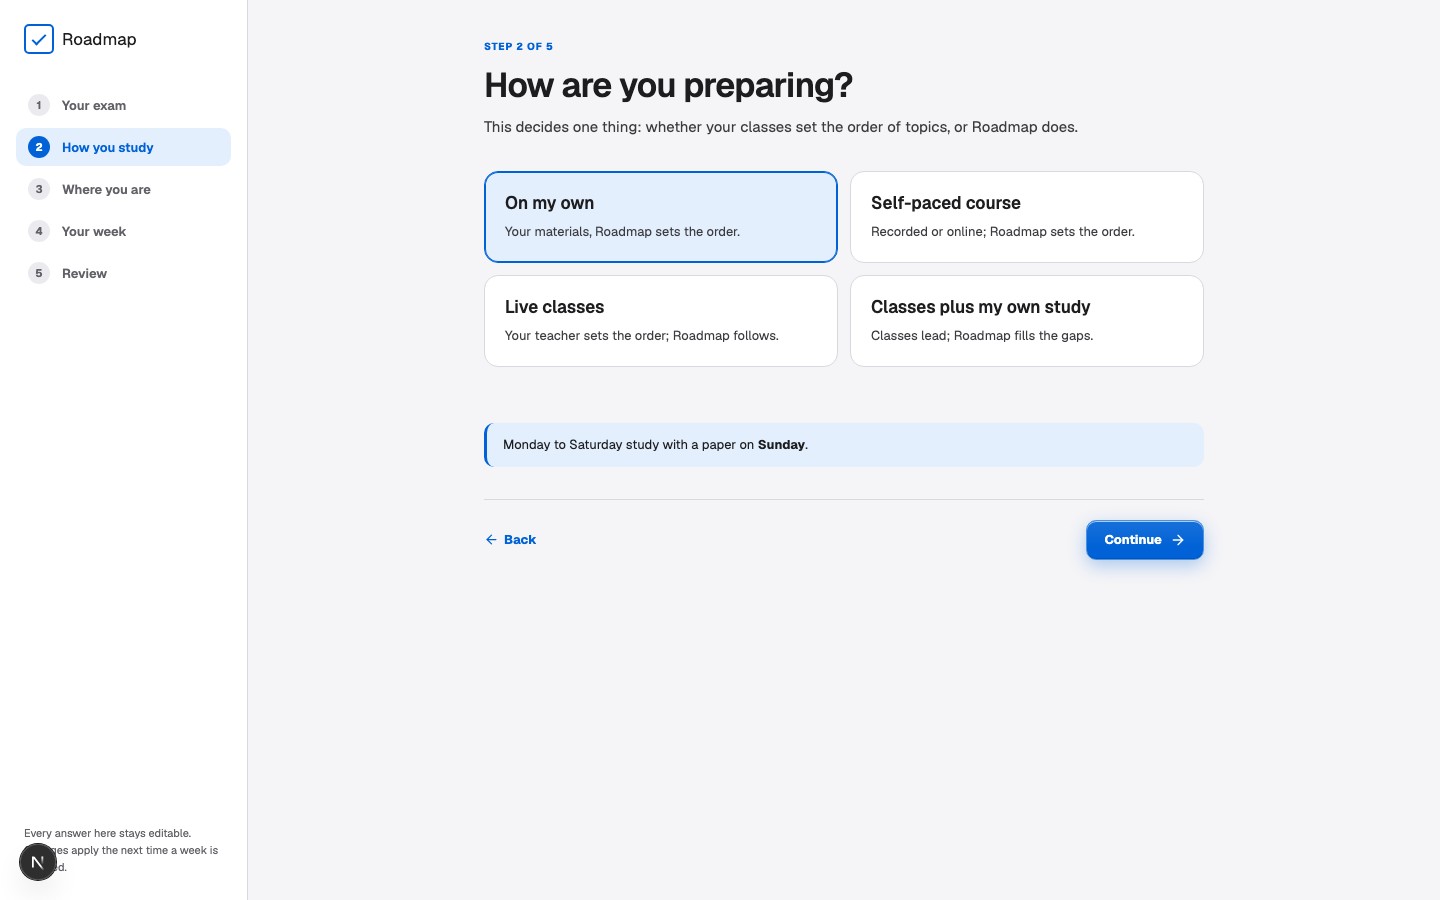 Roadmap
1 Your exam
2 How you study
3 Where you are
4 Your week
5 Review
Every answer here stays editable.
apply the next time a week is
STEP 2 OF 5
How are you preparing?
This decides one thing: whether your classes set the order of topics, or Roadmap does.
On my own
Your materials, Roadmap sets the order.
Self-paced course
Recorded or online; Roadmap sets the order.
Live classes
Your teacher sets the order; Roadmap follows.
Classes plus my own study
Classes lead; Roadmap fills the gaps.
Monday to Saturday study with a paper on Sunday.
Back
Continue